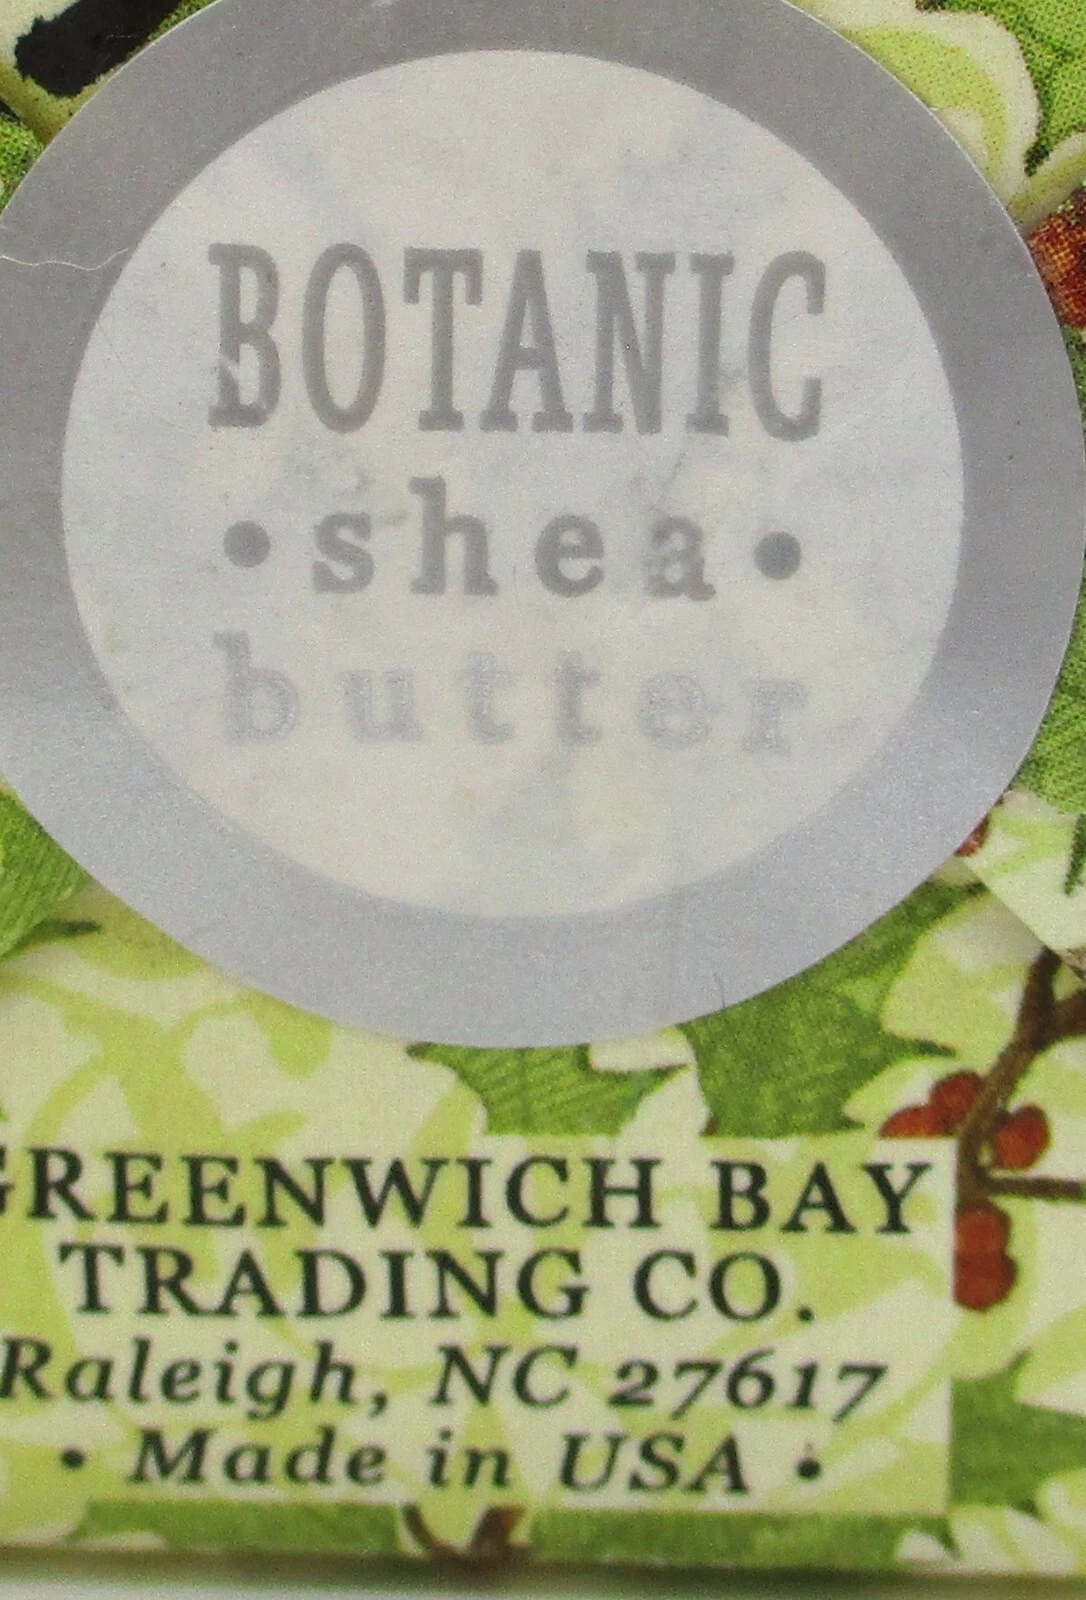 BOTANIC
• shea •
butter
GREENWICH BAY
TRADING CO.
Raleigh, NC 27617
• Made in USA •